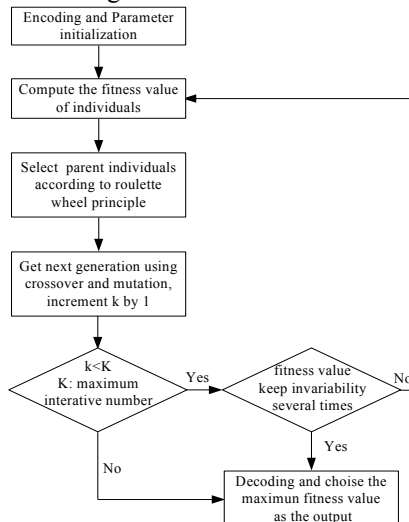 Encoding and Parameter
initialization
Compute the fitness value
of individuals
Select parent individuals
according to roulette
wheel principle
Get next generation using
crossover and mutation,
increment k by 1
k<K
K: maximum
interative number
Yes
fitness value
keep invariability
several times
No
No
Yes
Decoding and choise the
maximun fitness value
as the output